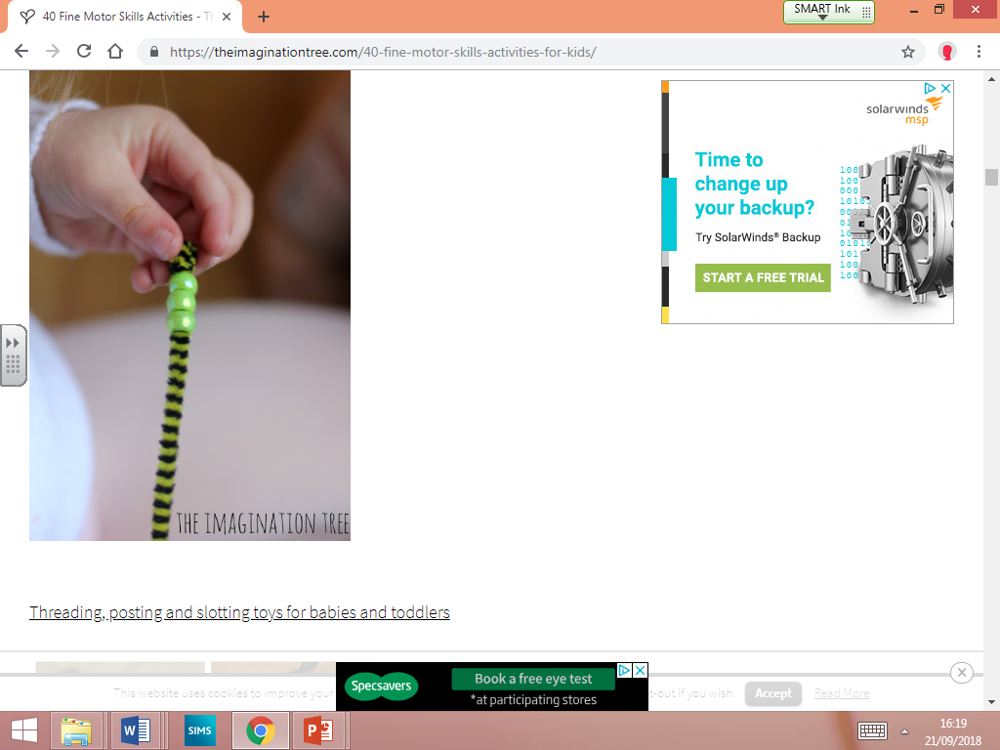 40 Fine Motor Skills Activities - Th
SMART Ink
https://theimaginationtree.com/40-fine-motor-skills-activities-for-kids/
solarwinds
msp
Time to
change up
your backup?
Try SolarWinds® Backup
START A FREE TRIAL
100
THE IMAGINATION TREE
Threading, posting and slotting toys for babies and toddlers
This website uses cookies to improve your
Specsavers
Book a free eye test
*at participating stores
-out if you wish.
Accept
Read More
SIMS
16:19
21/09/2018